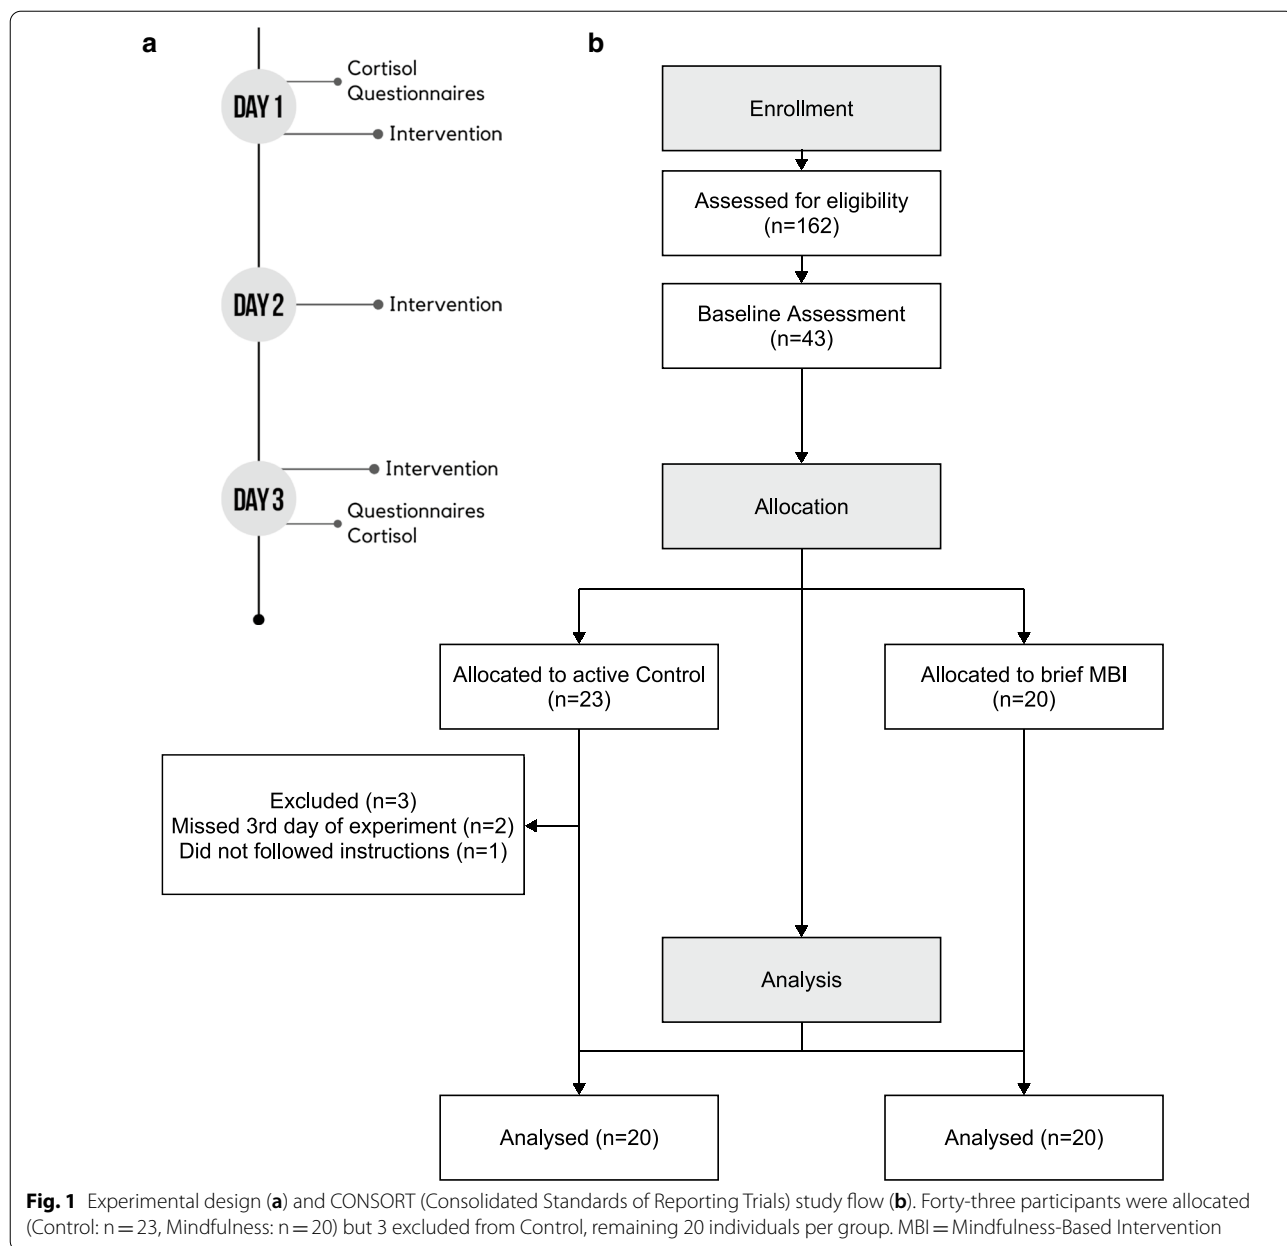 a
Cortisol
Questionnaires
DAY 1
Intervention
DAY 2
Intervention
Intervention
DAY 3
Questionnaires
Cortisol
b
Enrollment
Assessed for eligibility
(n=162)
Baseline Assessment
(n=43)
Allocation
Allocated to active Control
(n=23)
Allocated to brief MBI
(n=20)
Excluded (n=3)
Missed 3rd day of experiment (n=2)
Did not followed instructions (n=1)
Analysis
Analysed (n=20)
Analysed (n=20)
Fig. 1 Experimental design (a) and CONSORT (Consolidated Standards of Reporting Trials) study flow (b). Forty-three participants were allocated
(Control: n = 23, Mindfulness: n = 20) but 3 excluded from Control, remaining 20 individuals per group. MBI = Mindfulness-Based Intervention